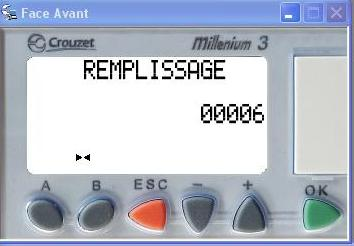 Face Avant
Crouzet millenium 3
REMPLISSAGE
00006
A B ESC - + OK